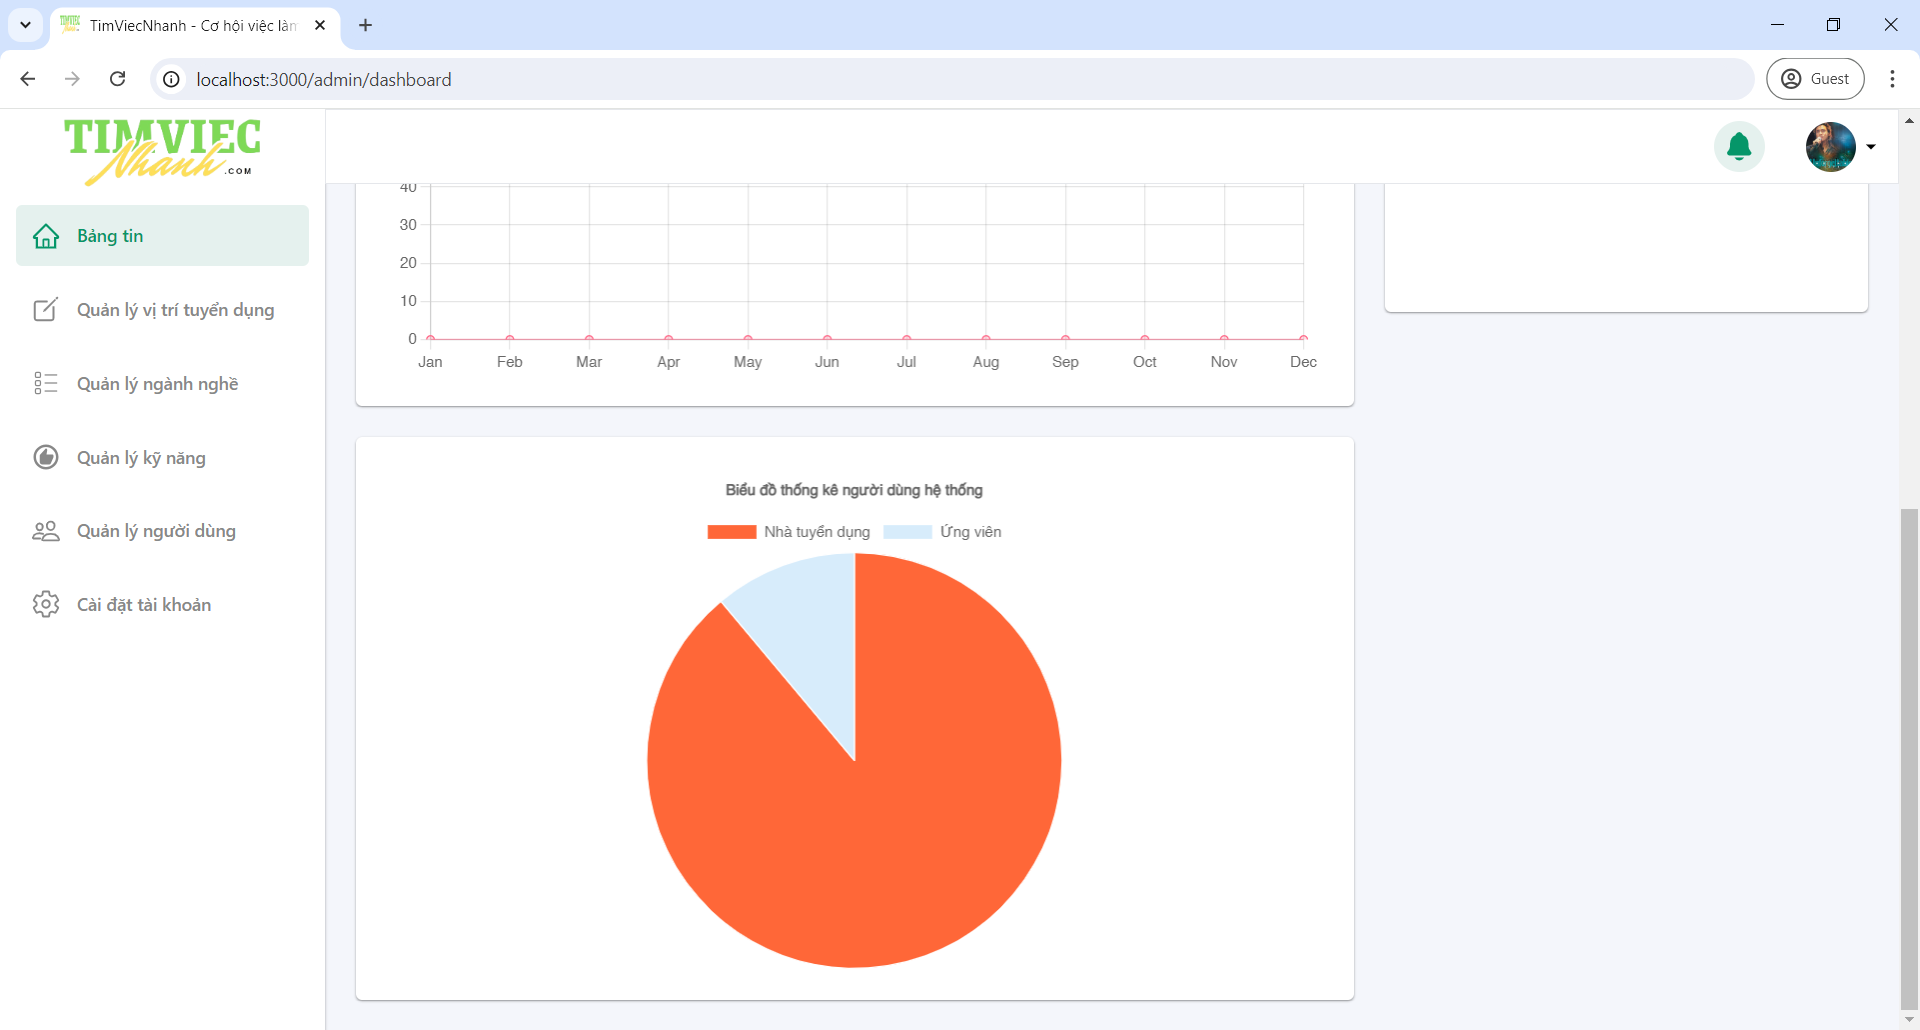 TimViecNhanh - Cơ hội việc làm
localhost:3000/admin/dashboard
Guest
TIMVIEC
Nhanh .COM
Bảng tin
Quản lý vị trí tuyển dụng
Quản lý ngành nghề
Quản lý kỹ năng
Quản lý người dùng
Cài đặt tài khoản
40
30
20
10
0
Jan Feb Mar Apr May Jun Jul Aug Sep Oct Nov Dec
Biểu đồ thống kê người dùng hệ thống
Nhà tuyển dụng Ứng viên